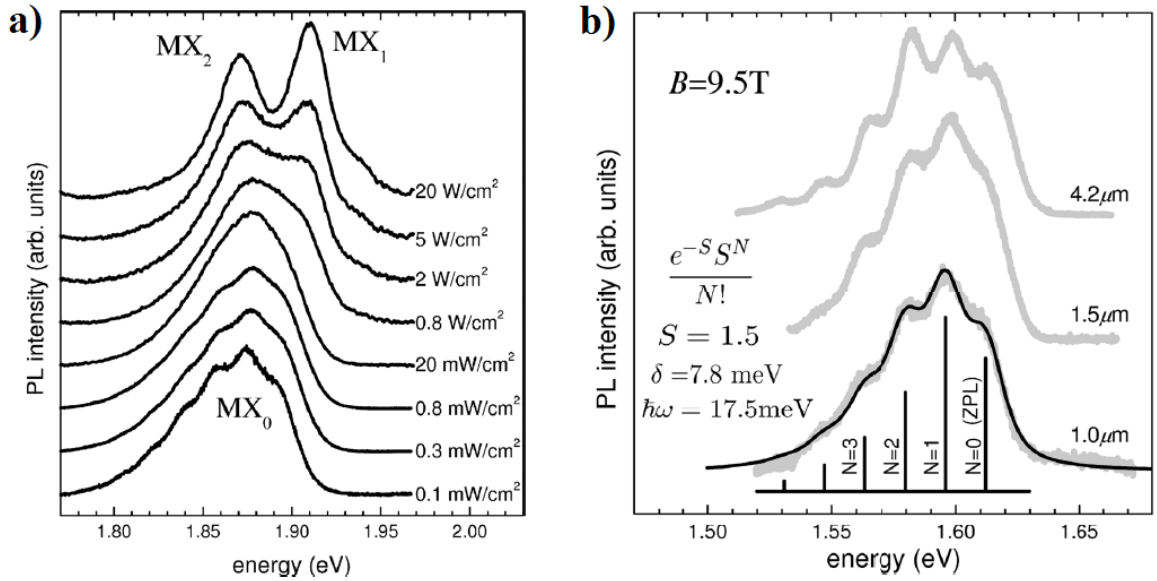 a)
MX₂
MX₁
20 W/cm²
5 W/cm²
2 W/cm²
0.8 W/cm²
20 mW/cm²
0.8 mW/cm²
0.3 mW/cm²
0.1 mW/cm²
MX₀
PL intensity (arb. units)
1.80
1.85
1.90
1.95
2.00
energy (eV)
b)
B=9.5T
4.2μm
1.5μm
1.0μm
e^{-S} S^N
N!
S = 1.5
δ =7.8 meV
ℏω = 17.5meV
N=3
N=2
N=1
N=0 (ZPL)
PL intensity (arb. units)
1.50
1.55
1.60
1.65
energy (eV)